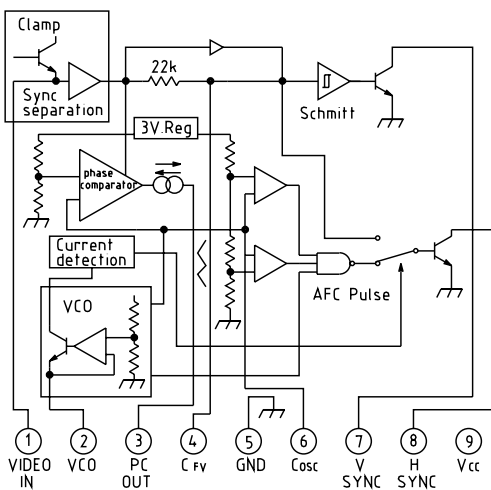 Clamp
Sync
separation
22k
Schmitt
3V.Reg
phase
comparator
Current
detection
VCO
AFC Pulse
1
2
3
4
5
6
7
8
9
VIDEO
IN
VCO
PC
OUT
CFV
GND
COSC
V
SYNC
H
SYNC
VCC